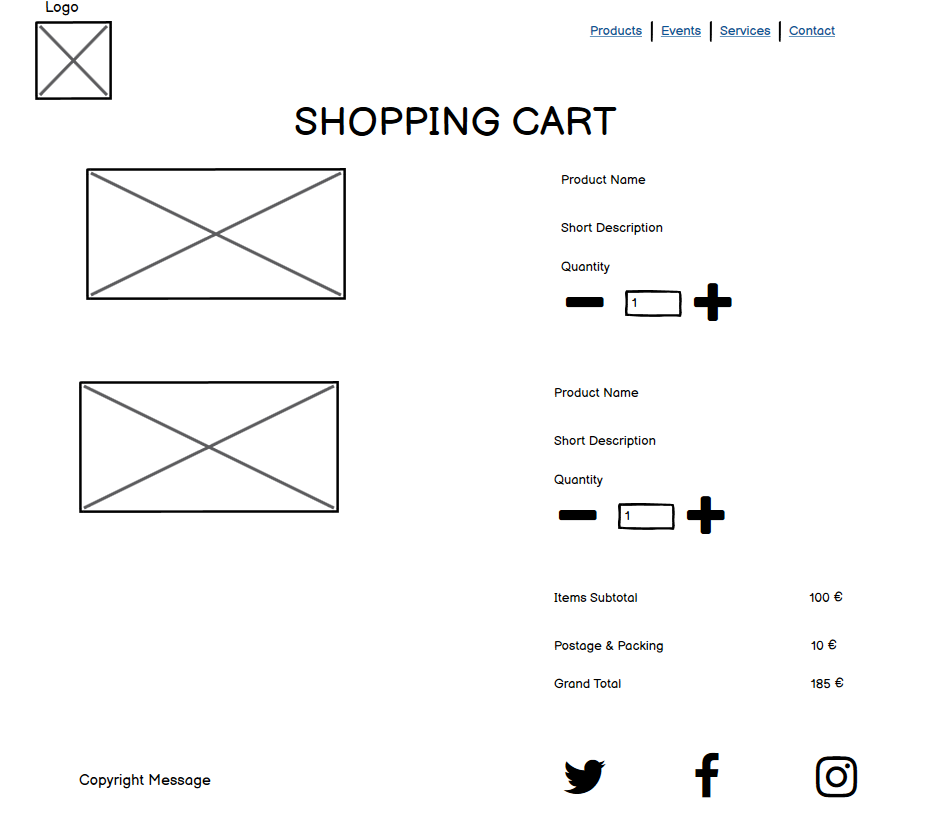 Logo
Products Events Services Contact
SHOPPING CART
Product Name
Short Description
Quantity
1
Product Name
Short Description
Quantity
1
Items Subtotal 100 €
Postage & Packing 10 €
Grand Total 185 €
Copyright Message